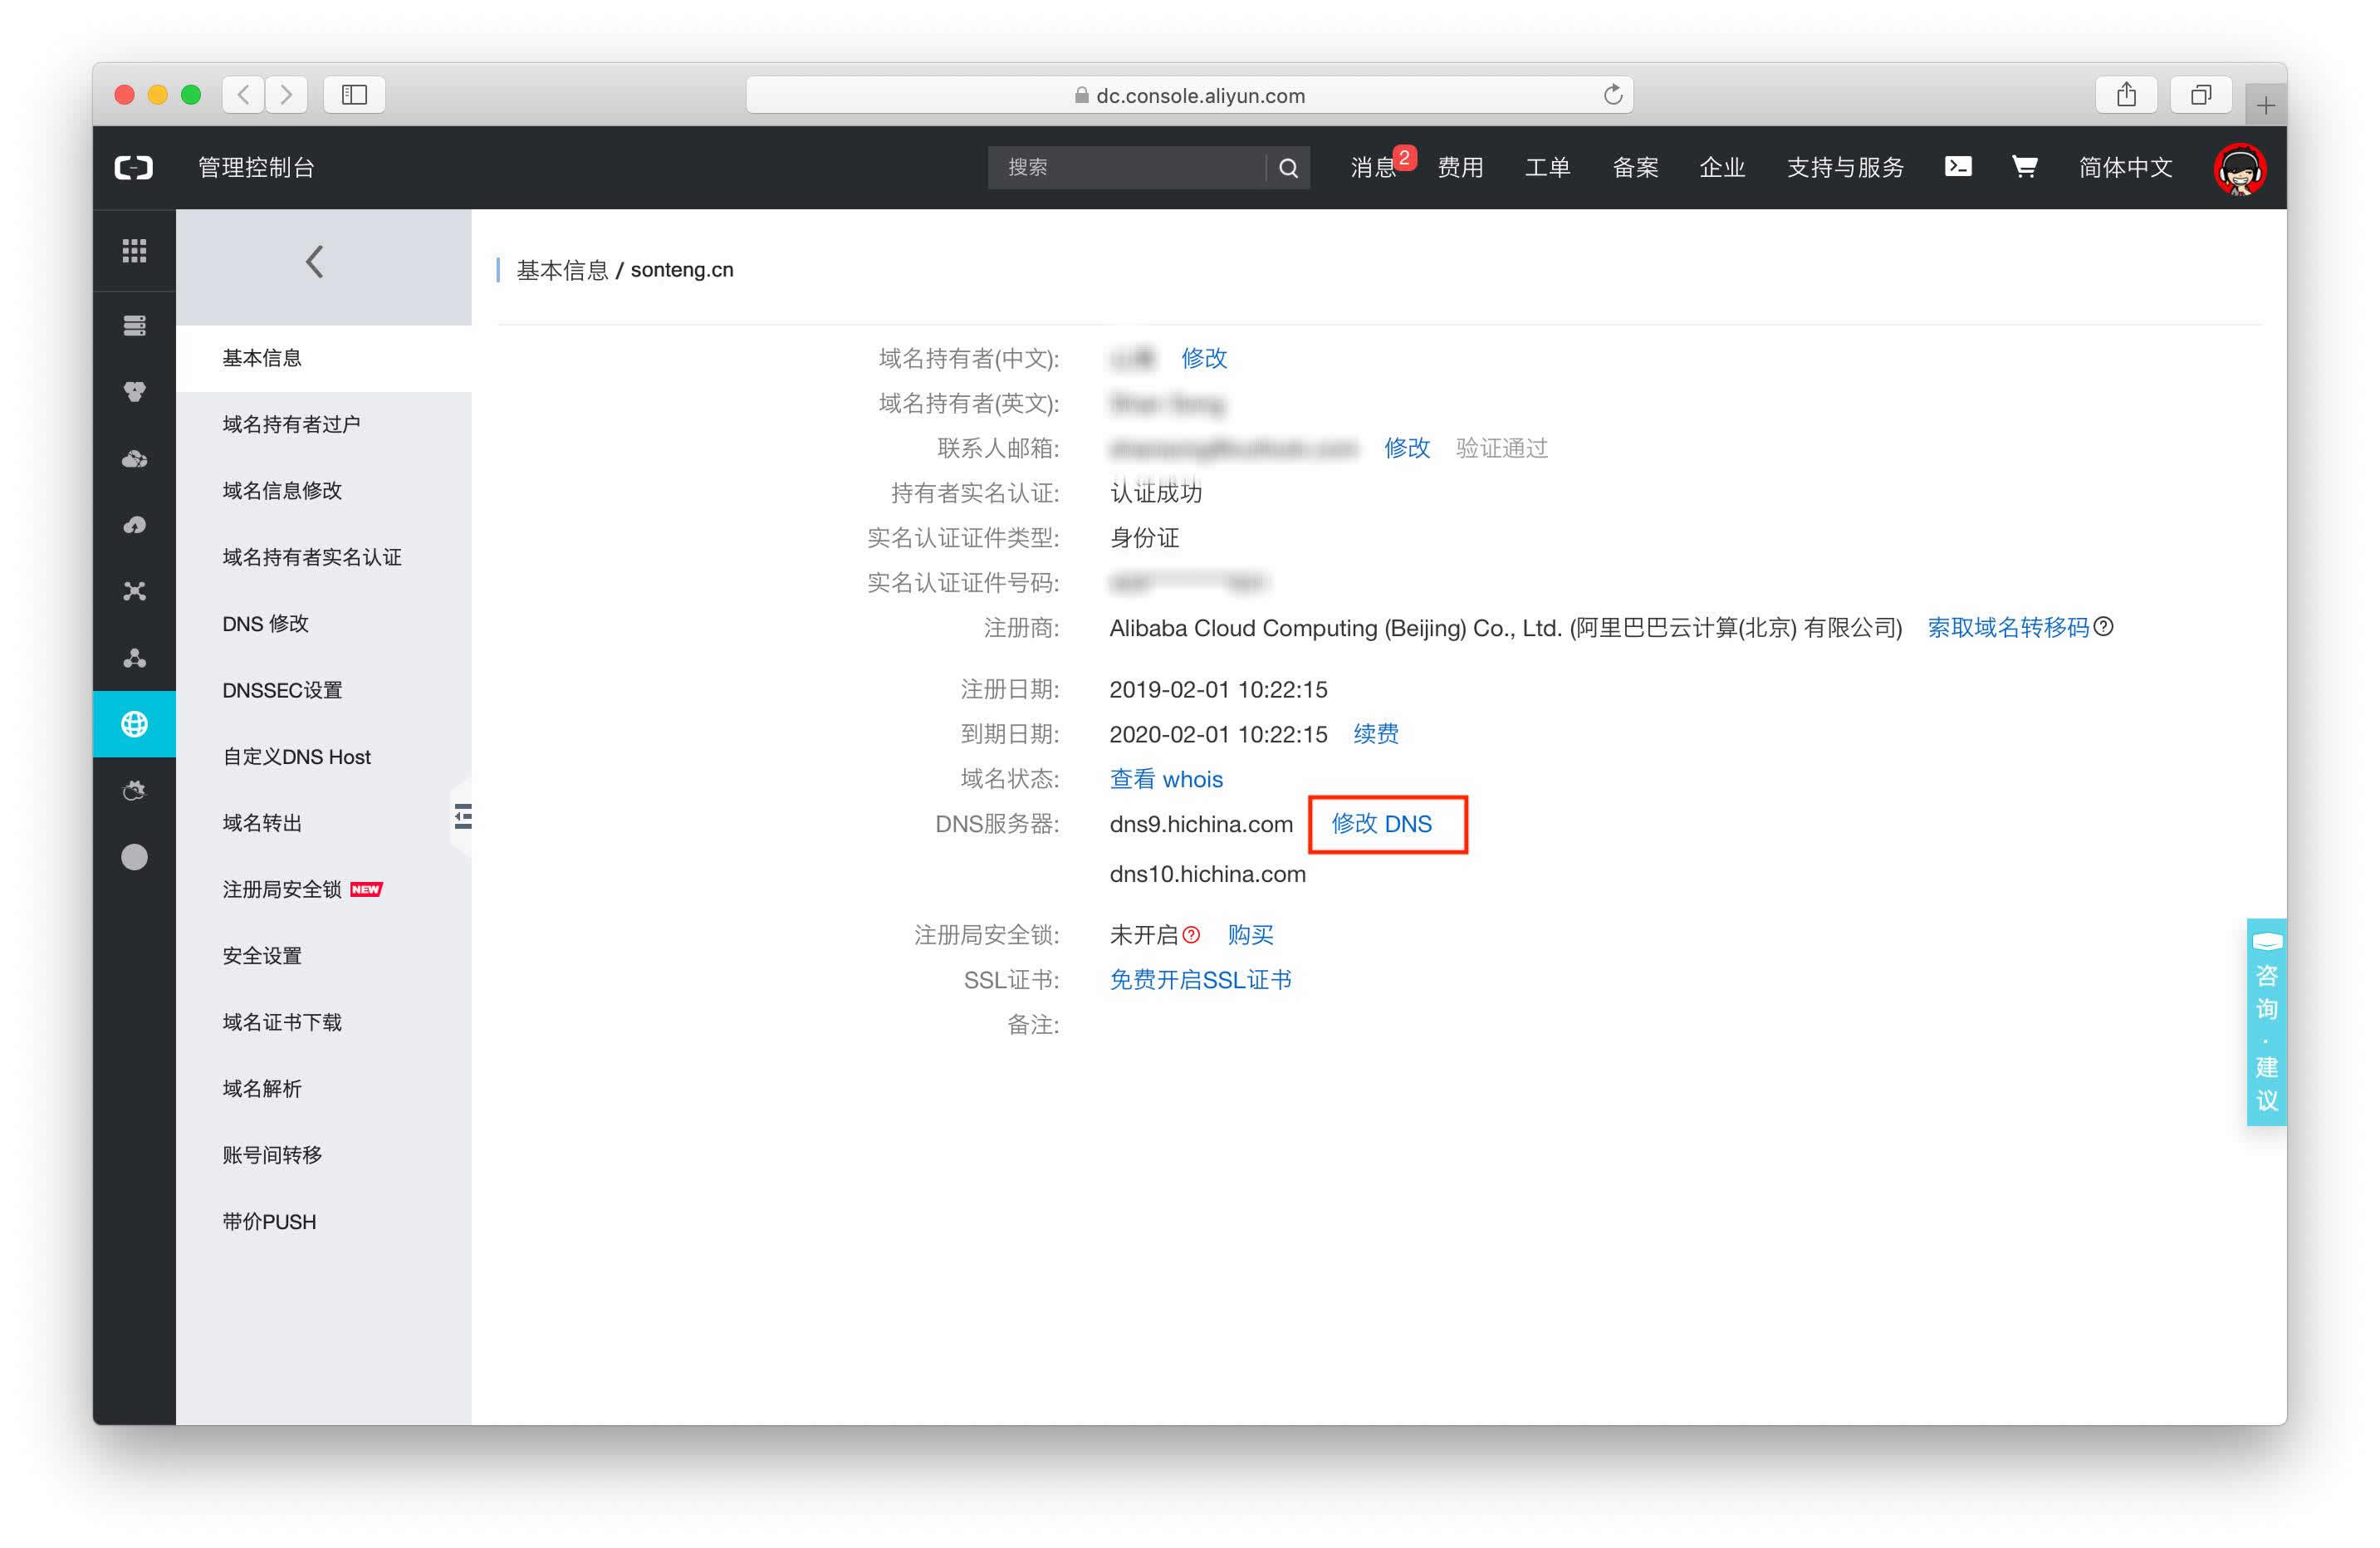 dc.console.aliyun.com
管理控制台
搜索
消息 2 费用 工单 备案 企业 支持与服务 简体中文
基本信息 / sonteng.cn
基本信息
域名持有者过户
域名信息修改
域名持有者实名认证
DNS 修改
DNSSEC设置
自定义DNS Host
域名转出
注册局安全锁 NEW
安全设置
域名证书下载
域名解析
账号间转移
带价PUSH
域名持有者(中文): 修改
域名持有者(英文):
联系人邮箱: 修改 验证通过
持有者实名认证: 认证成功
实名认证证件类型: 身份证
实名认证证件号码:
注册商: Alibaba Cloud Computing (Beijing) Co., Ltd. (阿里巴巴云计算(北京) 有限公司) 索取域名转移码
注册日期: 2019-02-01 10:22:15
到期日期: 2020-02-01 10:22:15 续费
域名状态: 查看 whois
DNS服务器: dns9.hichina.com 修改 DNS
dns10.hichina.com
注册局安全锁: 未开启 购买
SSL证书: 免费开启SSL证书
备注:
咨询·建议